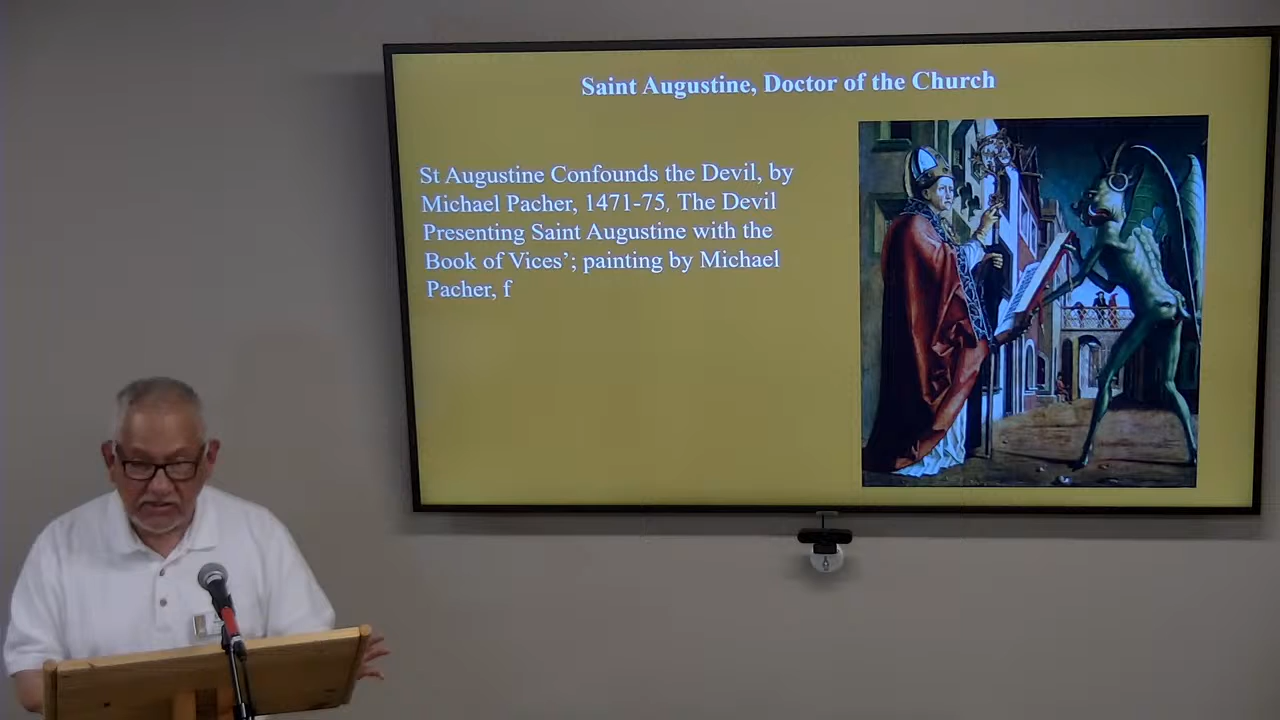 Saint Augustine, Doctor of the Church
St Augustine Confounds the Devil, by
Michael Pacher, 1471-75, The Devil
Presenting Saint Augustine with the
Book of Vices’; painting by Michael
Pacher, f